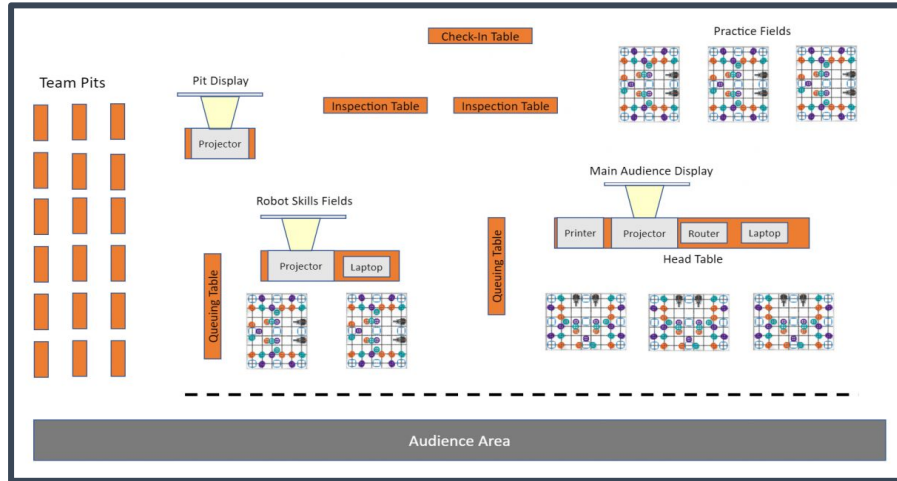 Check-In Table
Practice Fields
Team Pits
Pit Display
Inspection Table
Inspection Table
Projector
Main Audience Display
Robot Skills Fields
Printer
Projector
Router
Laptop
Head Table
Queuing Table
Projector
Laptop
Queuing Table
Audience Area